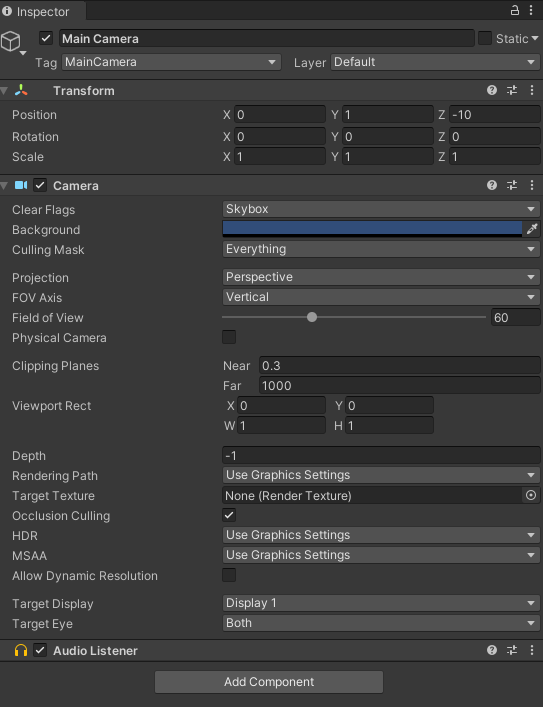 Inspector
Main Camera Static
Tag MainCamera Layer Default
Transform
Position X 0 Y 1 Z -10
Rotation X 0 Y 0 Z 0
Scale X 1 Y 1 Z 1
Camera
Clear Flags Skybox
Background
Culling Mask Everything
Projection Perspective
FOV Axis Vertical
Field of View 60
Physical Camera
Clipping Planes Near 0.3
Far 1000
Viewport Rect X 0 Y 0
W 1 H 1
Depth -1
Rendering Path Use Graphics Settings
Target Texture None (Render Texture)
Occlusion Culling
HDR Use Graphics Settings
MSAA Use Graphics Settings
Allow Dynamic Resolution
Target Display Display 1
Target Eye Both
Audio Listener
Add Component